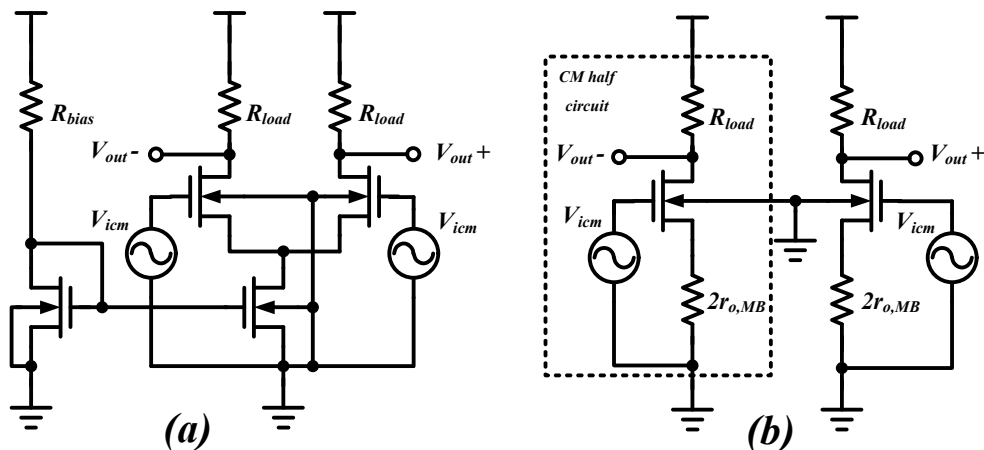 R_bias
R_load
R_load
V_out -
V_out +
V_icm
V_icm
(a)
CM half
circuit
R_load
R_load
V_out -
V_out +
V_icm
V_icm
2r_o,MB
2r_o,MB
(b)